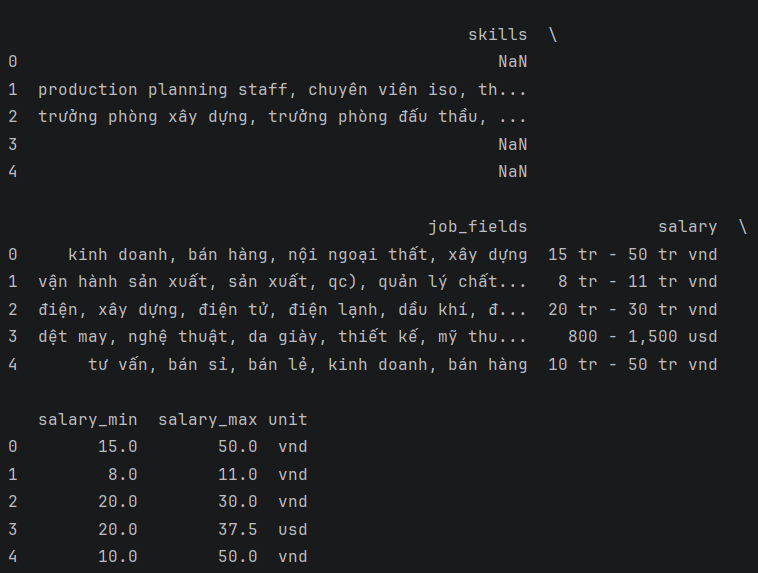 skills \
0 NaN
1 production planning staff, chuyên viên iso, th...
2 trưởng phòng xây dựng, trưởng phòng đấu thầu, ...
3 NaN
4 NaN
job_fields salary \
0 kinh doanh, bán hàng, nội ngoại thất, xây dựng 15 tr - 50 tr vnd
1 vận hành sản xuất, sản xuất, qc), quản lý chất... 8 tr - 11 tr vnd
2 điện, xây dựng, điện tử, điện lạnh, dầu khí, đ... 20 tr - 30 tr vnd
3 dệt may, nghệ thuật, da giày, thiết kế, mỹ thu... 800 - 1,500 usd
4 tư vấn, bán sỉ, bán lẻ, kinh doanh, bán hàng 10 tr - 50 tr vnd
salary_min salary_max unit
0 15.0 50.0 vnd
1 8.0 11.0 vnd
2 20.0 30.0 vnd
3 20.0 37.5 usd
4 10.0 50.0 vnd